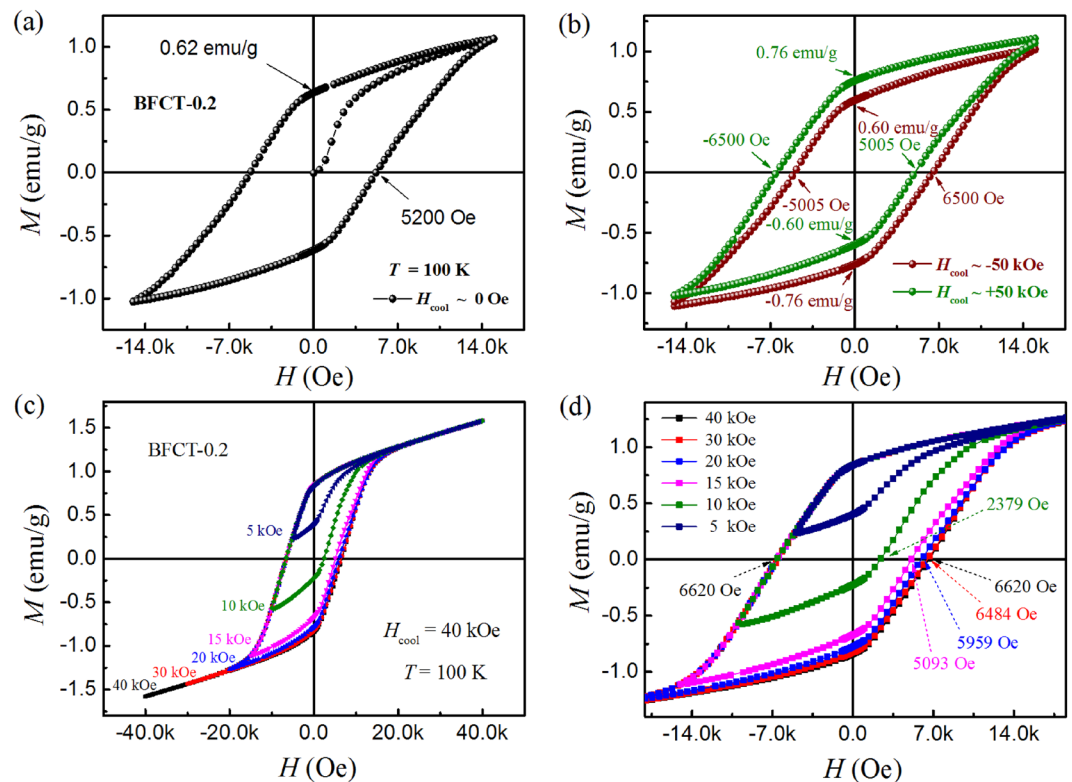 (a)
0.62 emu/g
BFCT-0.2
5200 Oe
T = 100 K
Hcool ~ 0 Oe
M (emu/g)
1.0
0.5
0.0
-0.5
-1.0
-14.0k -7.0k 0.0 7.0k 14.0k
H (Oe)
(b)
0.76 emu/g
0.60 emu/g
-6500 Oe
5005 Oe
-5005 Oe
6500 Oe
-0.60 emu/g
-0.76 emu/g
Hcool ~ -50 kOe
Hcool ~ +50 kOe
M (emu/g)
1.0
0.5
0.0
-0.5
-1.0
-14.0k -7.0k 0.0 7.0k 14.0k
H (Oe)
(c)
BFCT-0.2
5 kOe
10 kOe
15 kOe
20 kOe
30 kOe
40 kOe
Hcool = 40 kOe
T = 100 K
M (emu/g)
1.5
1.0
0.5
0.0
-0.5
-1.0
-1.5
-40.0k -20.0k 0.0 20.0k 40.0k
H (Oe)
(d)
40 kOe
30 kOe
20 kOe
15 kOe
10 kOe
5 kOe
2379 Oe
6620 Oe
6620 Oe
6484 Oe
5959 Oe
5093 Oe
M (emu/g)
1.0
0.5
0.0
-0.5
-1.0
-14.0k -7.0k 0.0 7.0k 14.0k
H (Oe)